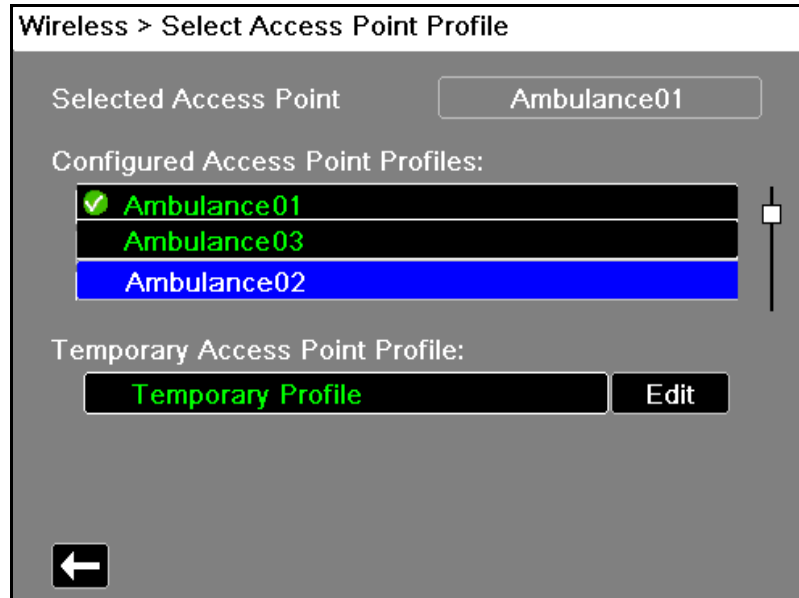 Wireless > Select Access Point Profile
Selected Access Point Ambulance01
Configured Access Point Profiles:
Ambulance01
Ambulance03
Ambulance02
Temporary Access Point Profile:
Temporary Profile Edit